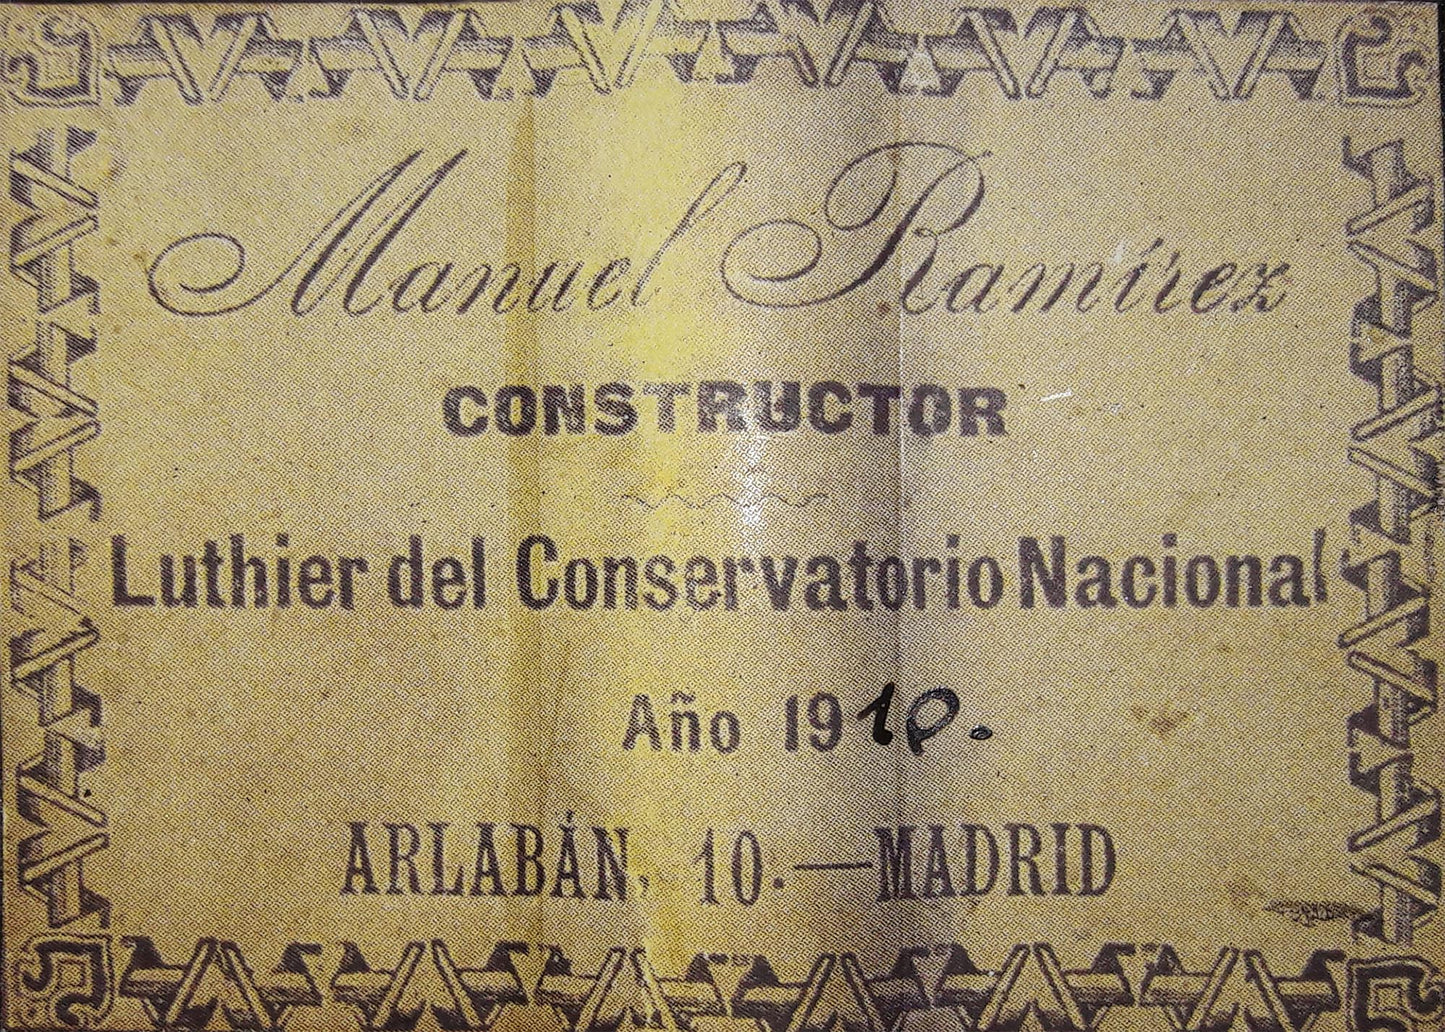 Manuel Ramírez
CONSTRUCTOR
Luthier del Conservatorio Nacional
Año 1910.
ARLABÁN, 10.—MADRID